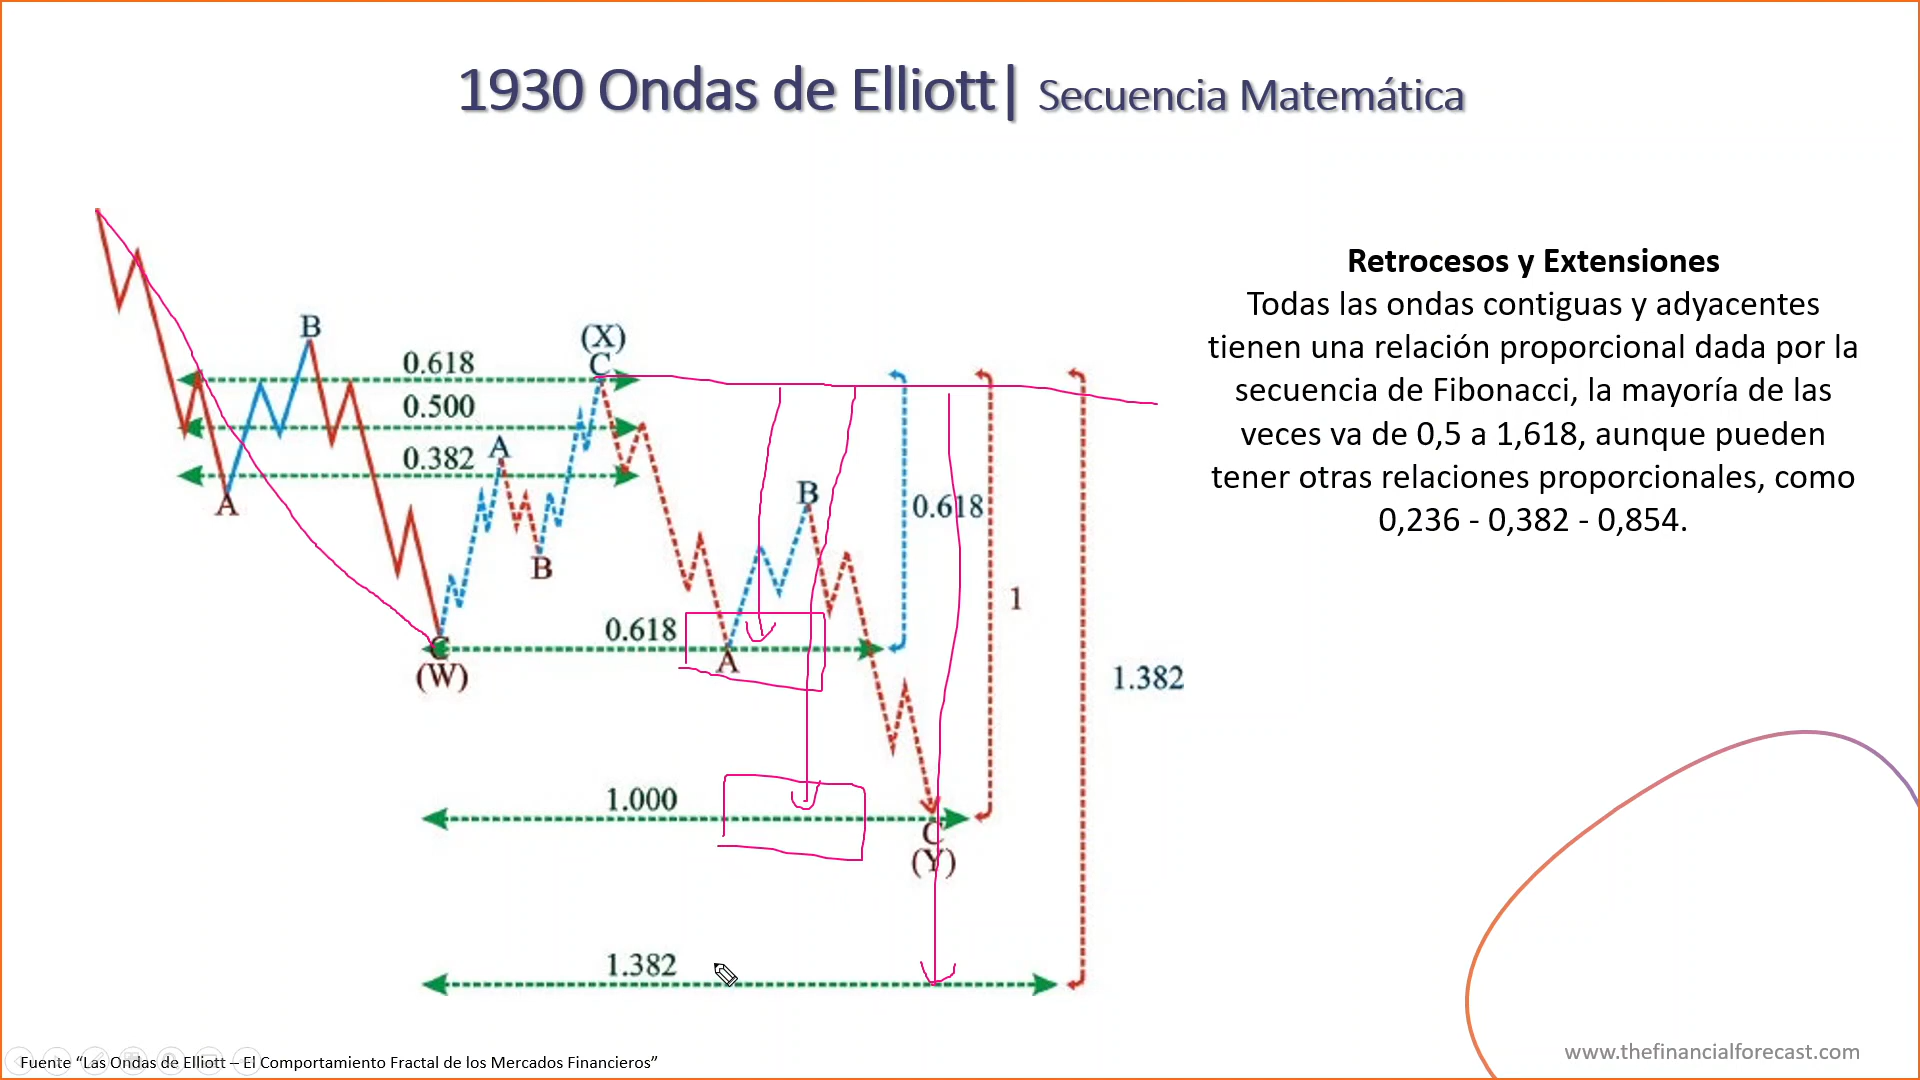 1930 Ondas de Elliott| Secuencia Matemática
Retrocesos y Extensiones
Todas las ondas contiguas y adyacentes
tienen una relación proporcional dada por la
secuencia de Fibonacci, la mayoría de las
veces va de 0,5 a 1,618, aunque pueden
tener otras relaciones proporcionales, como
0,236 - 0,382 - 0,854.
B
(X)
0.618
C
0.500
A
0.382
A
B
0.618
B
1
0.618
A
C
(W)
1.382
1.000
C
(Y)
1.382
Fuente “Las Ondas de Elliott – El Comportamiento Fractal de los Mercados Financieros”
www.thefinancialforecast.com